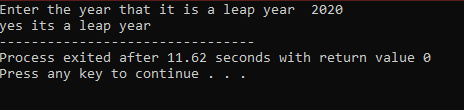 Enter the year that it is a leap year  2020
yes its a leap year
--------------------------------
Process exited after 11.62 seconds with return value 0
Press any key to continue . . .